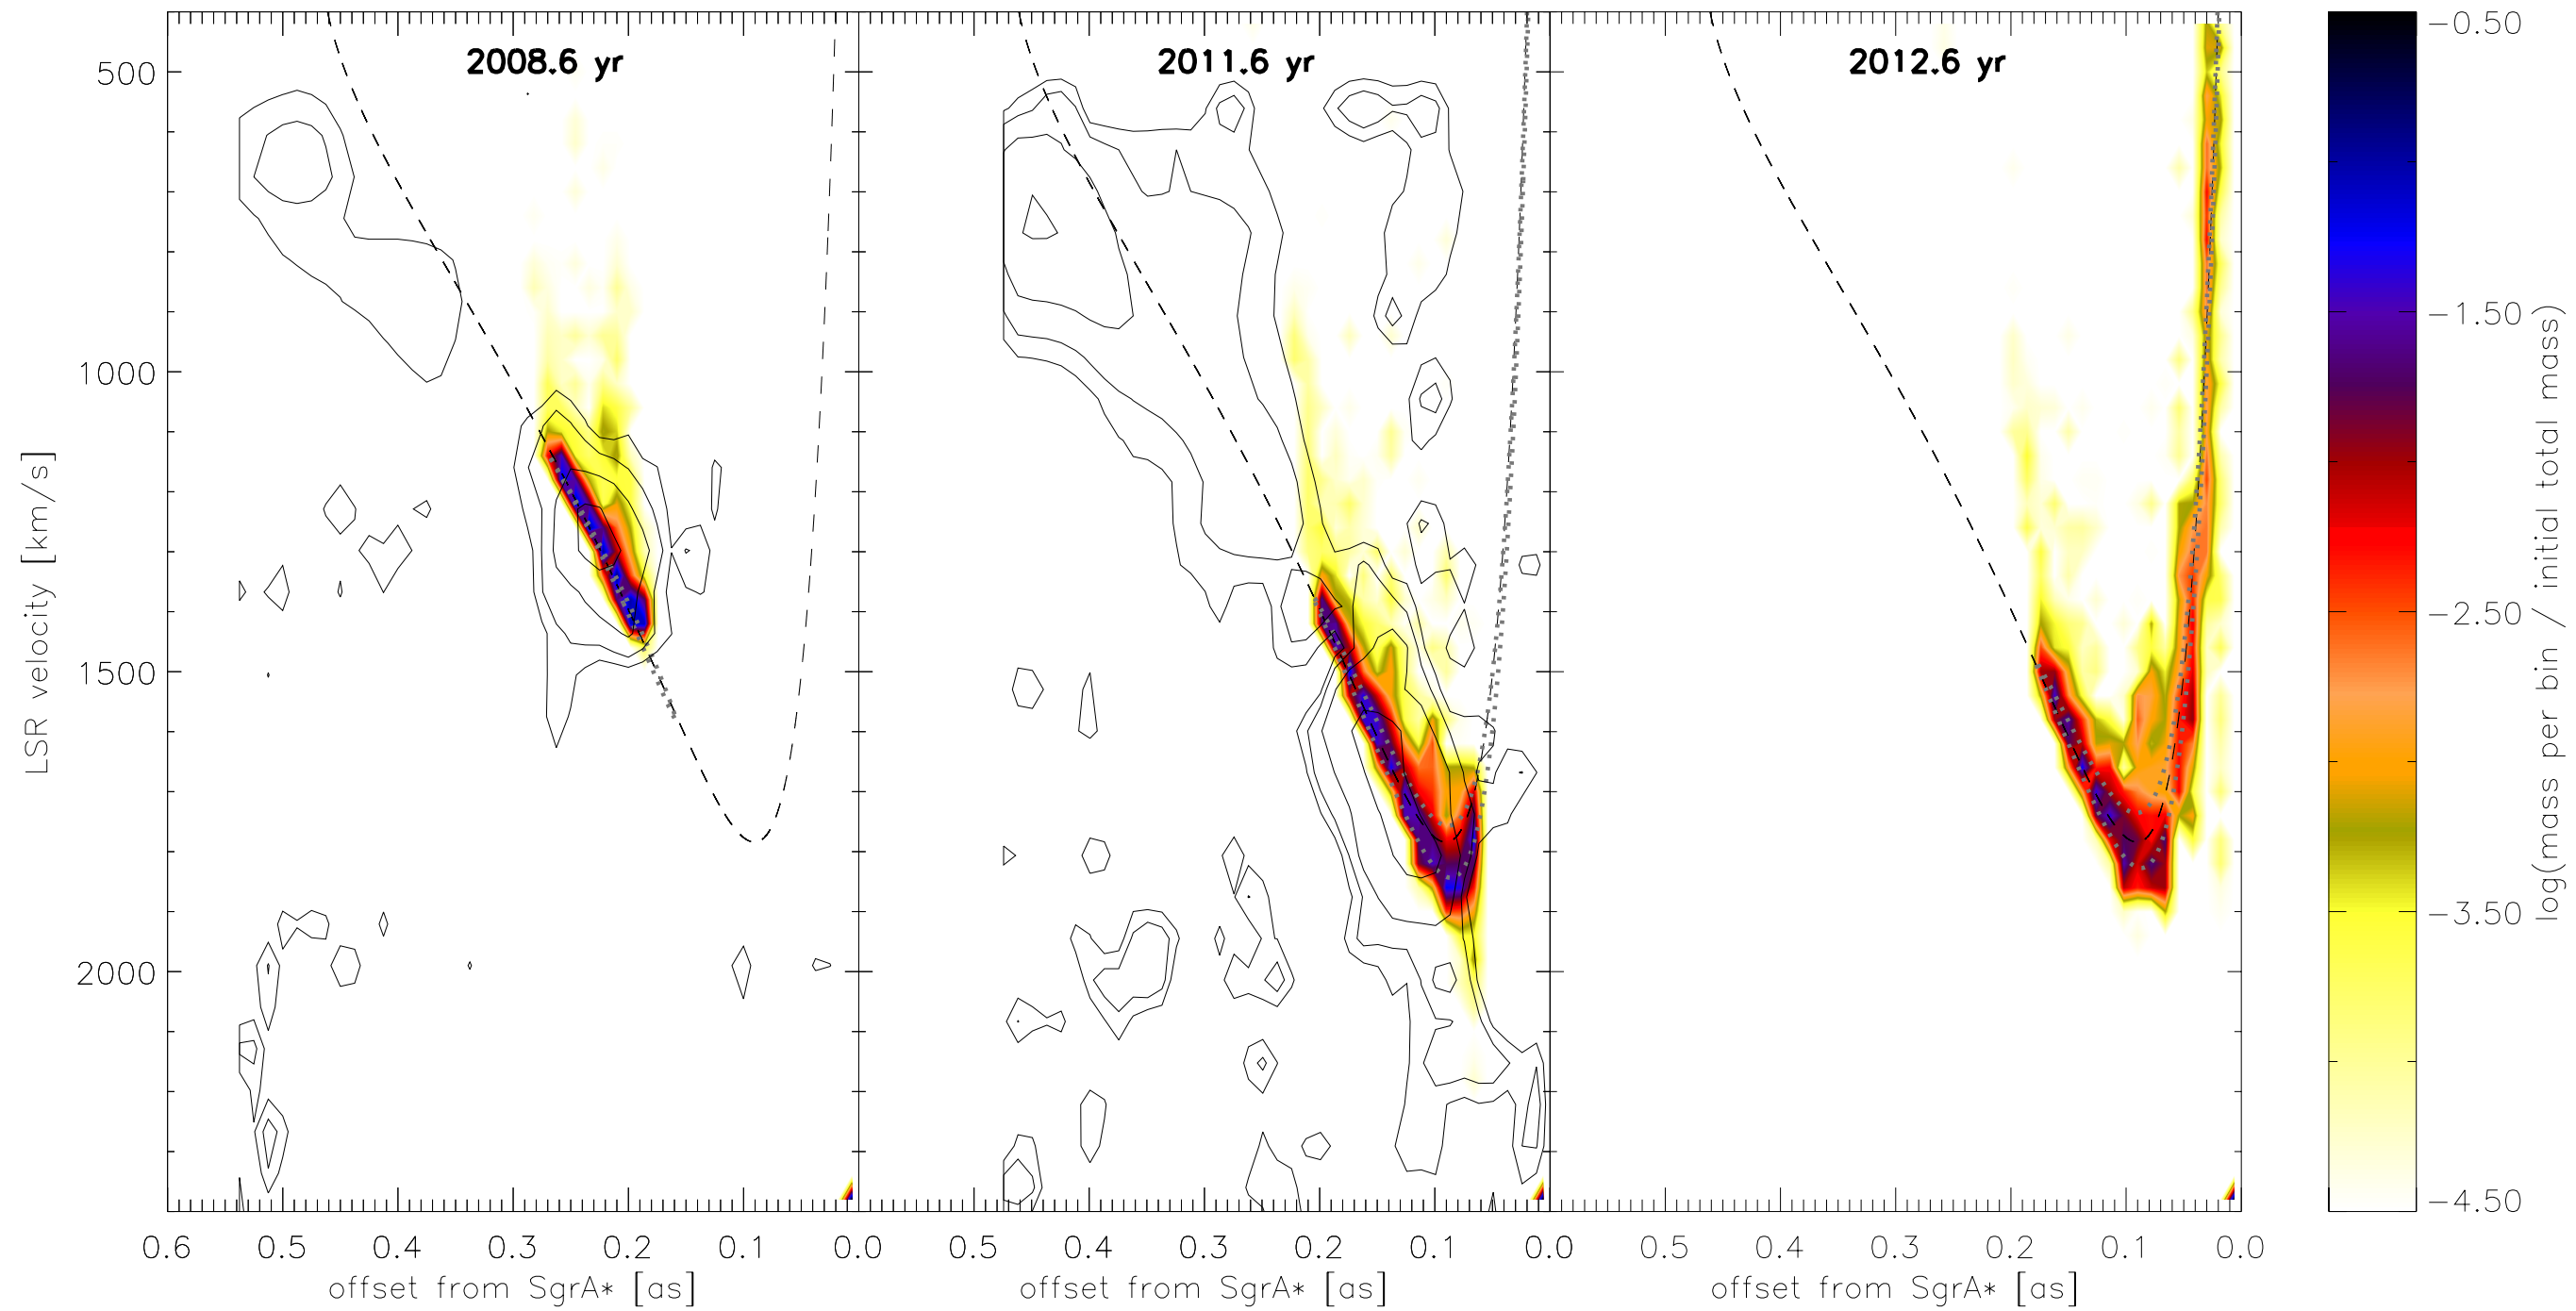 2008.6 yr 2011.6 yr 2012.6 yr
500
1000
1500
2000
LSR velocity [km/s]
0.6 0.5 0.4 0.3 0.2 0.1 0.0 0.5 0.4 0.3 0.2 0.1 0.0 0.5 0.4 0.3 0.2 0.1 0.0
offset from SgrA* [as] offset from SgrA* [as] offset from SgrA* [as]
−0.50
−1.50
−2.50
−3.50
−4.50
log(mass per bin / initial total mass)